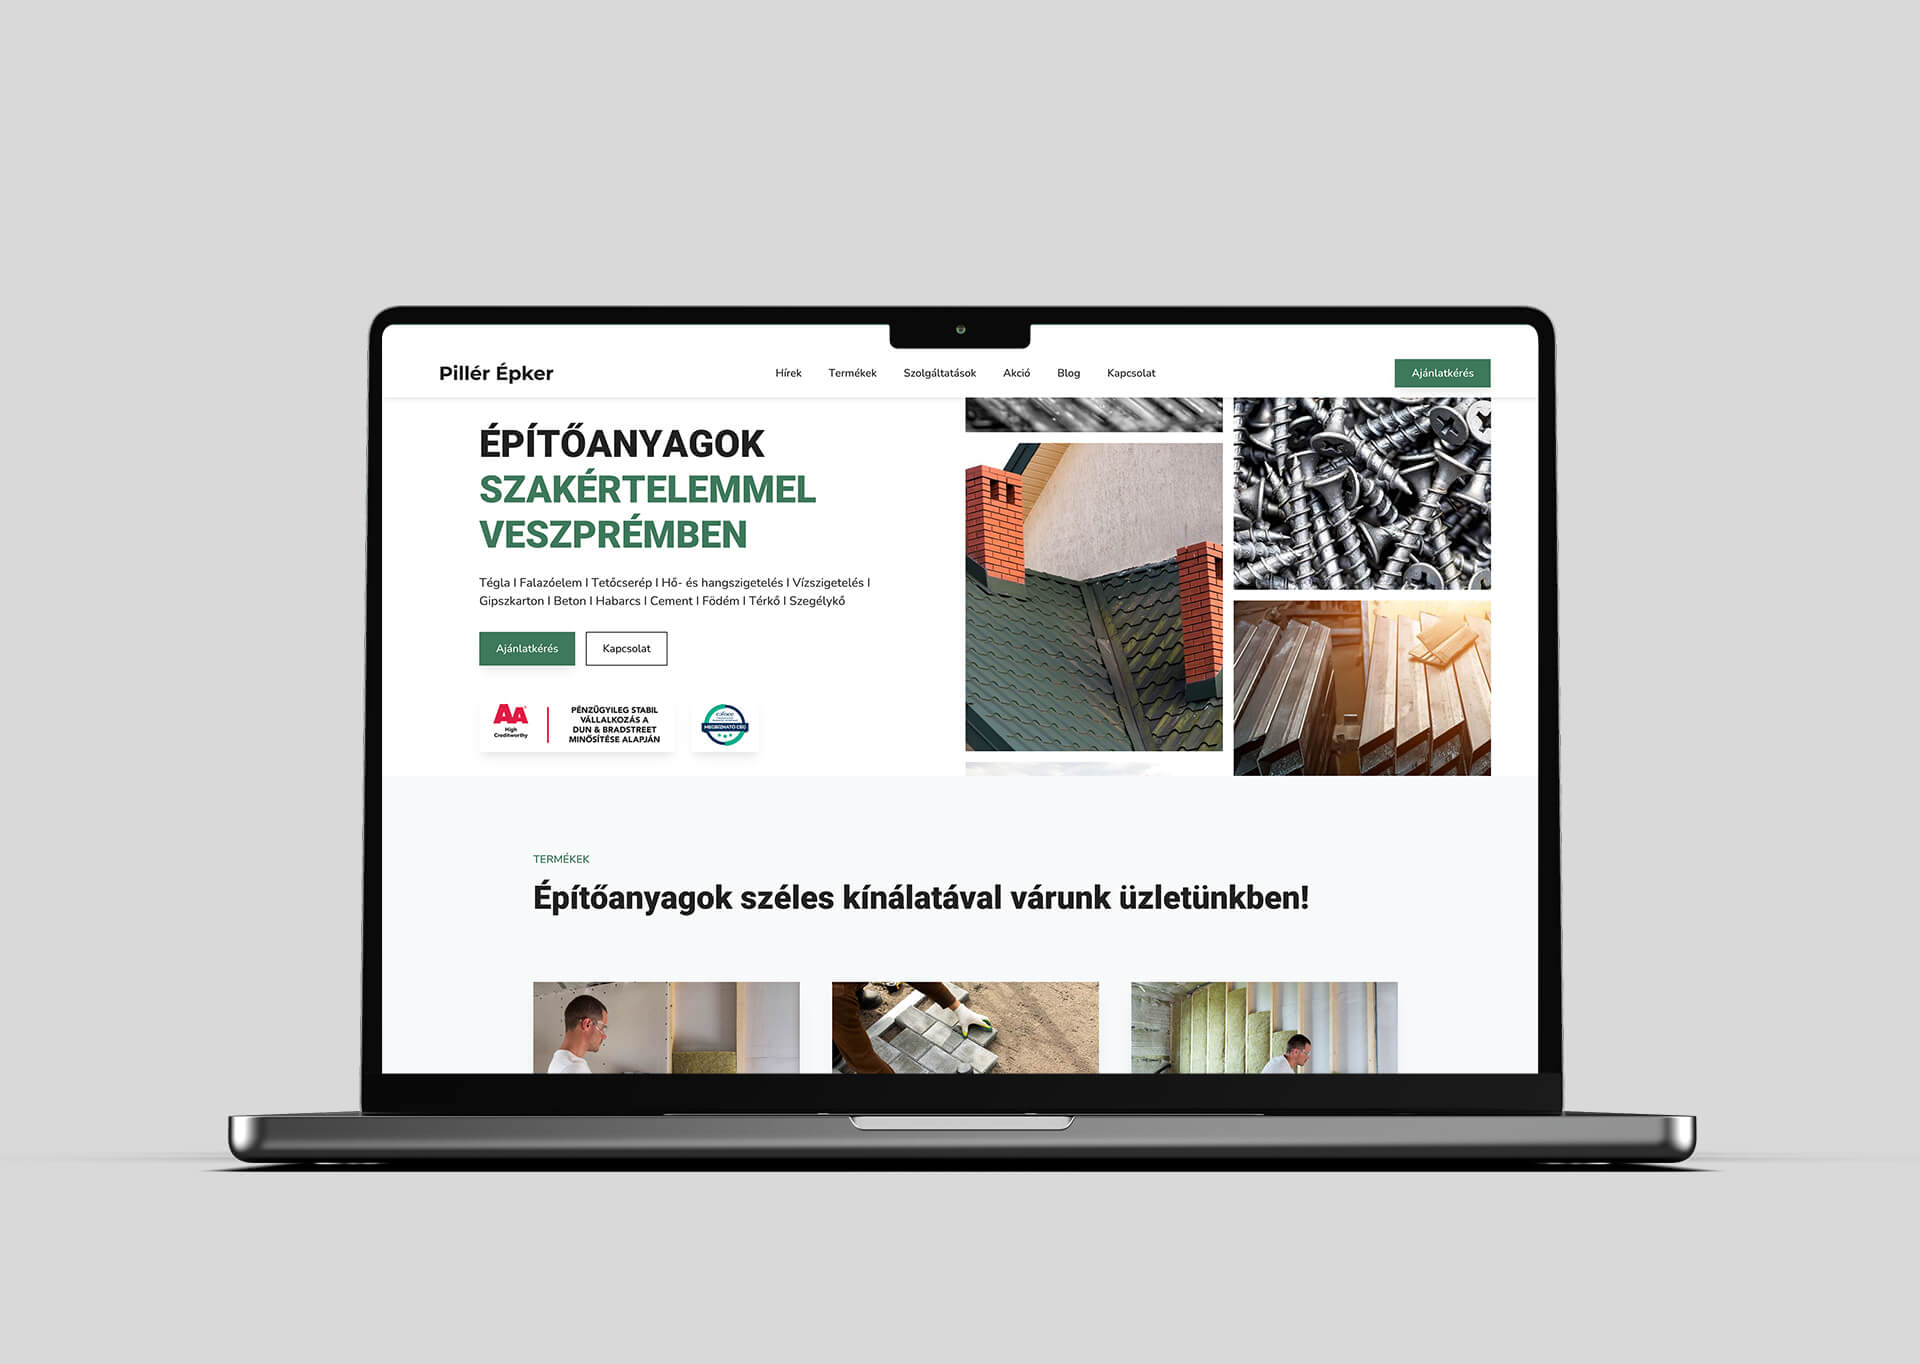 Pillér Épker
Hírek
Termékek
Szolgáltatások
Akció
Blog
Kapcsolat
Ajánlatkérés
ÉPÍTŐANYAGOK
SZAKÉRTELEMMEL
VESZPRÉMBEN
Tégla I Falazóelem I Tetőcserép I Hő- és hangszigetelés I Vízszigetelés I
Gipszkarton I Beton I Habarcs I Cement I Födém I Térkő I Szegélykő
Ajánlatkérés
Kapcsolat
AA
High
Creditworthy
PÉNZÜGYILEG STABIL
VÁLLALKOZÁS A
DUN & BRADSTREET
MINŐSÍTÉSE ALAPJÁN
MEGBÍZHATÓ CÉG
TERMÉKEK
Építőanyagok széles kínálatával várunk üzletünkben!